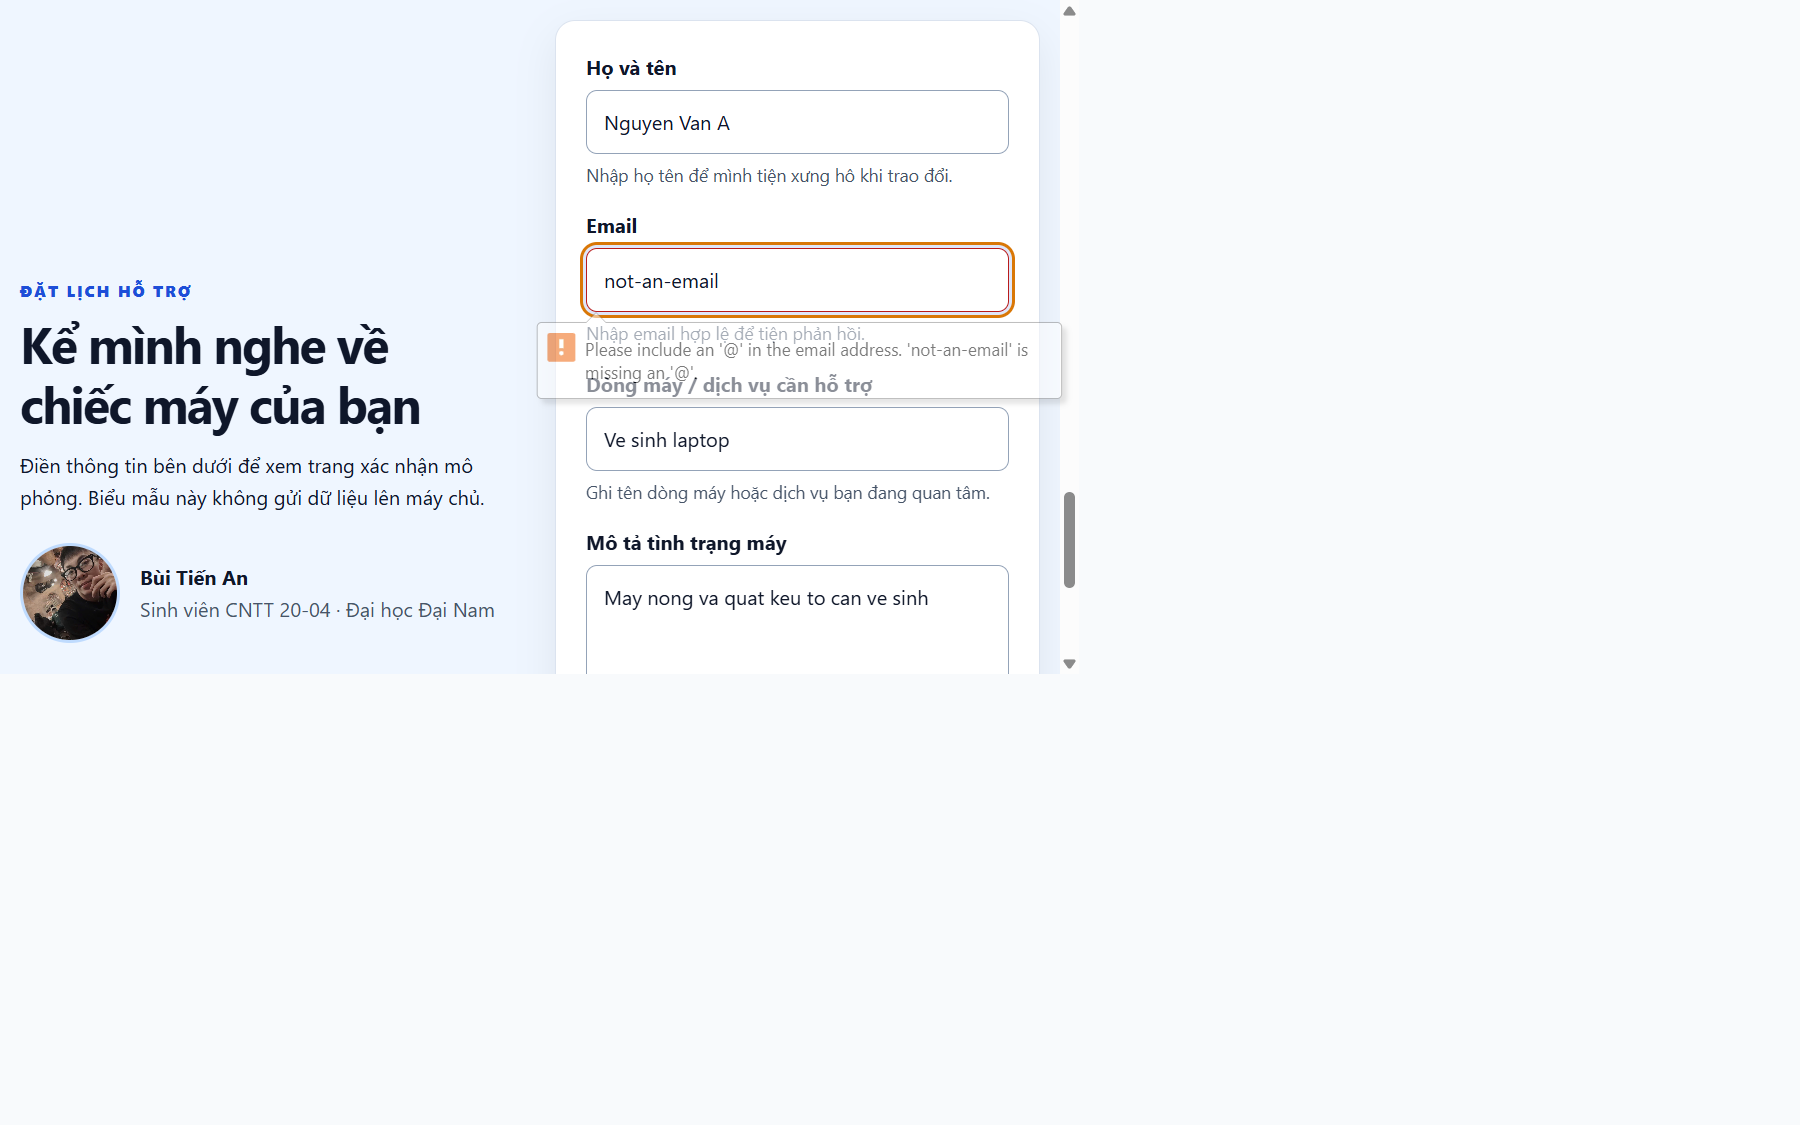 ĐẶT LỊCH HỖ TRỢ
Kể mình nghe về
chiếc máy của bạn
Điền thông tin bên dưới để xem trang xác nhận mô
phỏng. Biểu mẫu này không gửi dữ liệu lên máy chủ.
Bùi Tiến An
Sinh viên CNTT 20-04 · Đại học Đại Nam
Họ và tên
Nguyen Van A
Nhập họ tên để mình tiện xưng hô khi trao đổi.
Email
not-an-email
Nhập email hợp lệ để tiện phản hồi.
Please include an '@' in the email address. 'not-an-email' is
missing an '@'.
Dòng máy / dịch vụ cần hỗ trợ
Ve sinh laptop
Ghi tên dòng máy hoặc dịch vụ bạn đang quan tâm.
Mô tả tình trạng máy
May nong va quat keu to can ve sinh